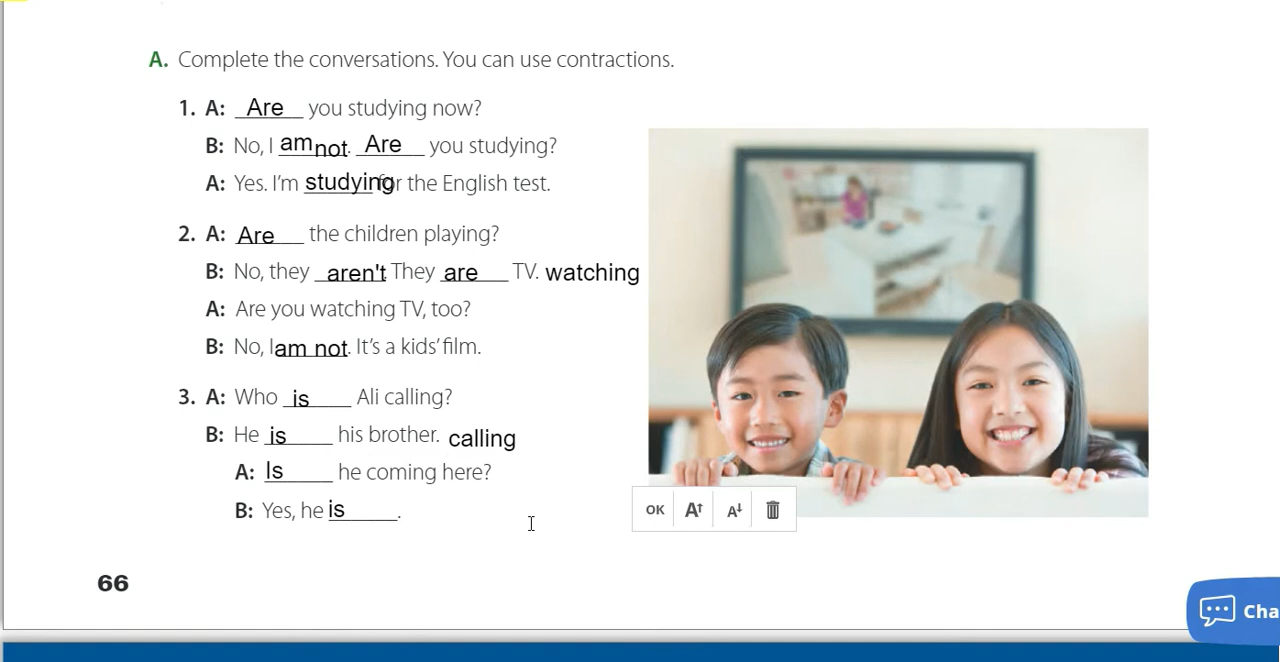 A. Complete the conversations. You can use contractions.
1. A: Are you studying now?
B: No, I am not. Are you studying?
A: Yes. I'm studying for the English test.
2. A: Are the children playing?
B: No, they aren't They are TV. watching
A: Are you watching TV, too?
B: No, I am not. It's a kids' film.
3. A: Who is Ali calling?
B: He is his brother. calling
A: Is he coming here?
B: Yes, he is.
OK A↑ A↓
66
Cha